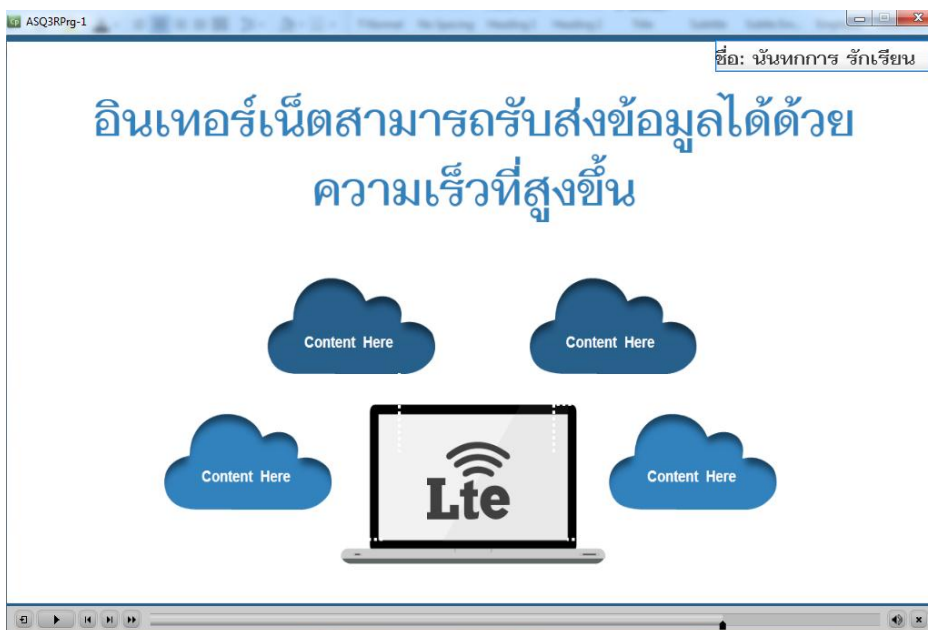 ASQ3RPrg-1
ชื่อ: นันทกการ รักเรียน
อินเทอร์เน็ตสามารถรับส่งข้อมูลได้ด้วย
ความเร็วที่สูงขึ้น
Content Here
Content Here
Content Here
Content Here
Lte